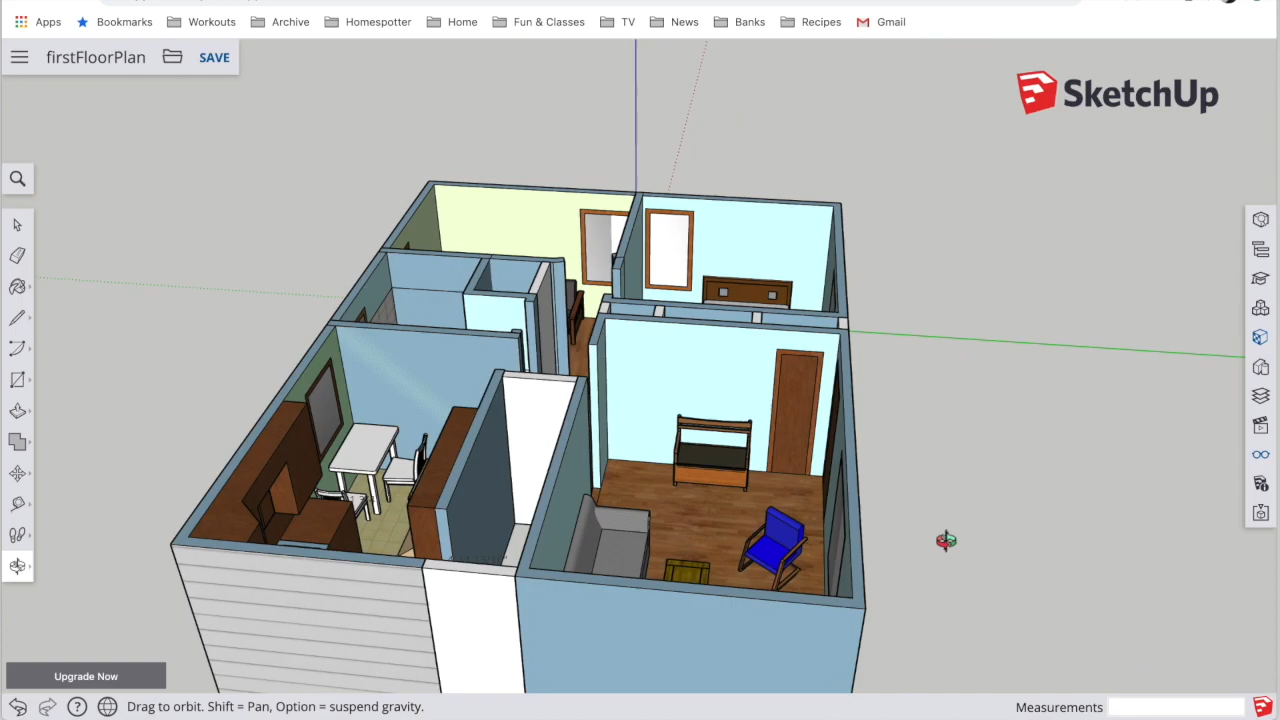 Apps Bookmarks Workouts Archive Homespotter Home Fun & Classes TV News Banks Recipes Gmail
firstFloorPlan SAVE
SketchUp
Upgrade Now
Drag to orbit. Shift = Pan, Option = suspend gravity. Measurements